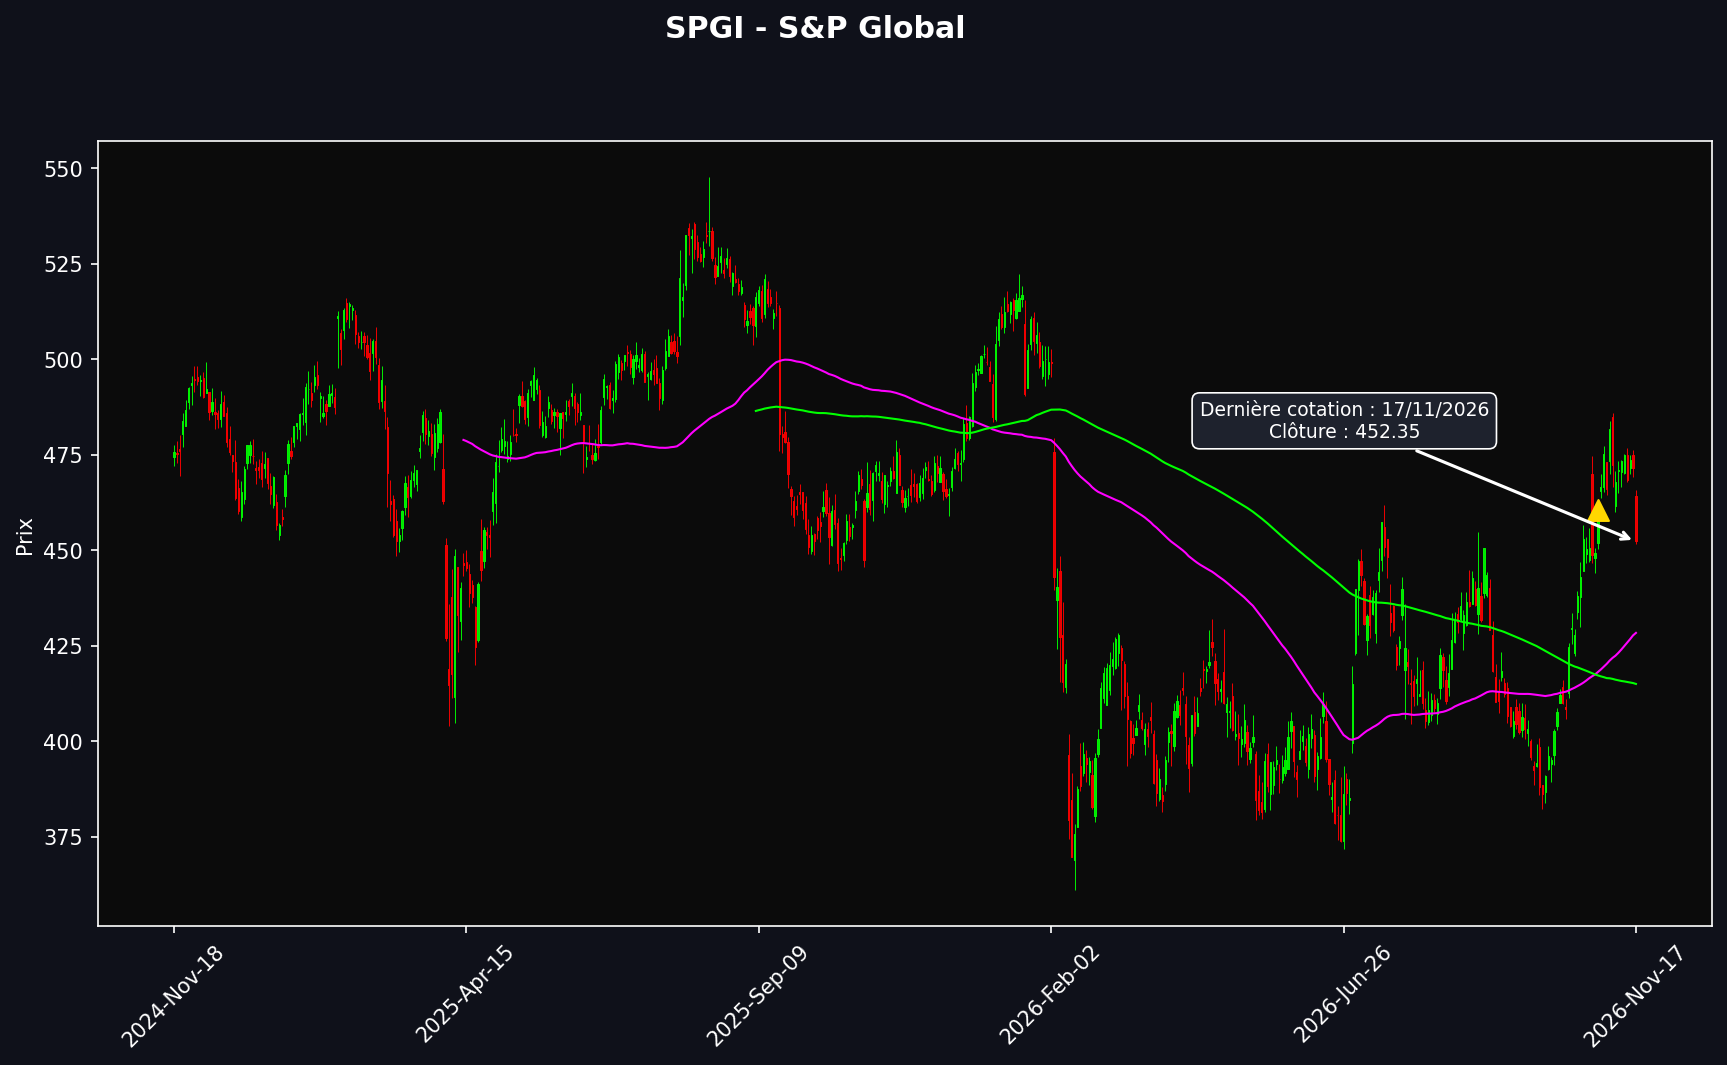 SPGI - S&P Global
550
525
500
475
450
425
400
375
Prix
Dernière cotation : 17/11/2026
Clôture : 452.35
2024-Nov-18
2025-Apr-15
2025-Sep-09
2026-Feb-02
2026-Jun-26
2026-Nov-17